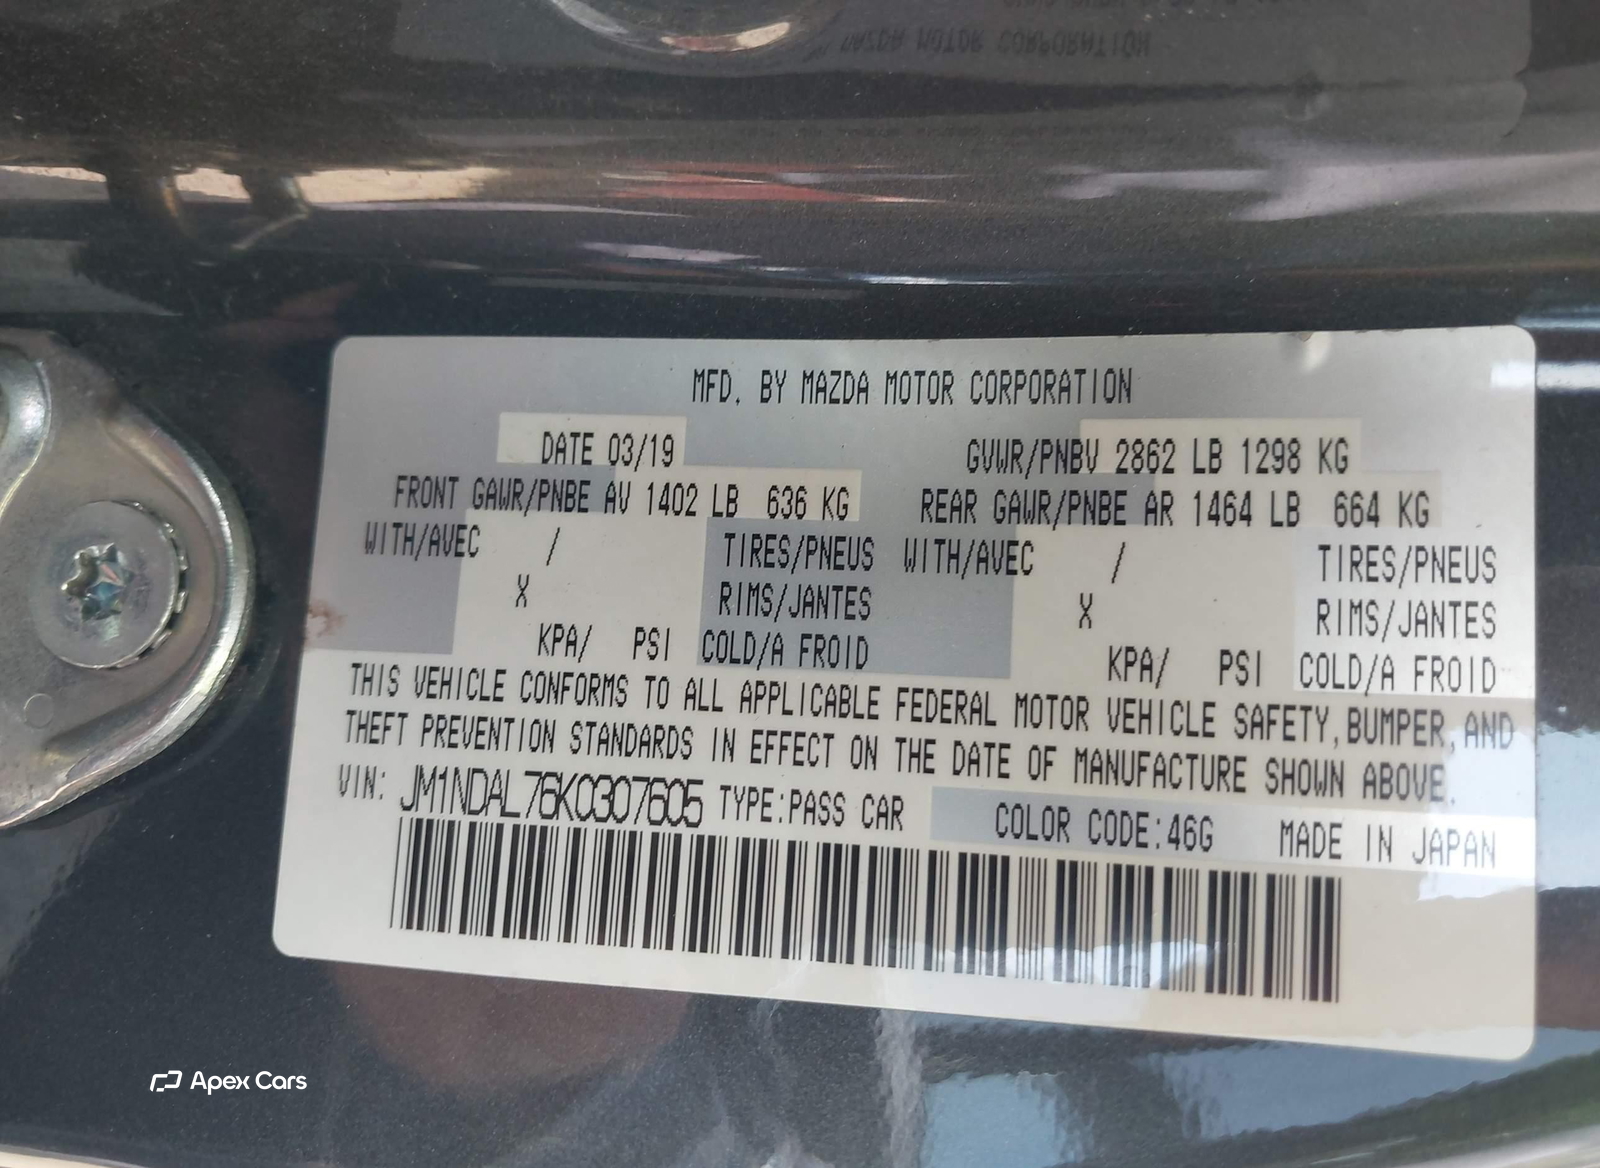 MFD. BY MAZDA MOTOR CORPORATION
DATE 03/19 GVWR/PNBV 2862 LB 1298 KG
FRONT GAWR/PNBE AV 1402 LB 636 KG REAR GAWR/PNBE AR 1464 LB 664 KG
WITH/AVEC / TIRES/PNEUS WITH/AVEC / TIRES/PNEUS
X RIMS/JANTES X RIMS/JANTES
KPA/ PSI COLD/A FROID KPA/ PSI COLD/A FROID
THIS VEHICLE CONFORMS TO ALL APPLICABLE FEDERAL MOTOR VEHICLE SAFETY, BUMPER, AND
THEFT PREVENTION STANDARDS IN EFFECT ON THE DATE OF MANUFACTURE SHOWN ABOVE.
VIN: JM1NDAL76K0307605 TYPE:PASS CAR COLOR CODE:46G MADE IN JAPAN
Apex Cars